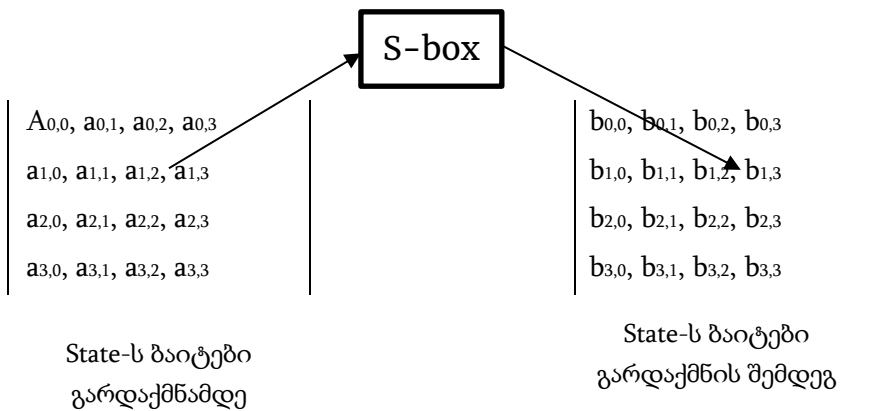 S-box
A0,0, a0,1, a0,2, a0,3
a1,0, a1,1, a1,2, a1,3
a2,0, a2,1, a2,2, a2,3
a3,0, a3,1, a3,2, a3,3
b0,0, b0,1, b0,2, b0,3
b1,0, b1,1, b1,2, b1,3
b2,0, b2,1, b2,2, b2,3
b3,0, b3,1, b3,2, b3,3
State-ს ბაიტები
გარდაქმნამდე
State-ს ბაიტები
გარდაქმნის შემდეგ